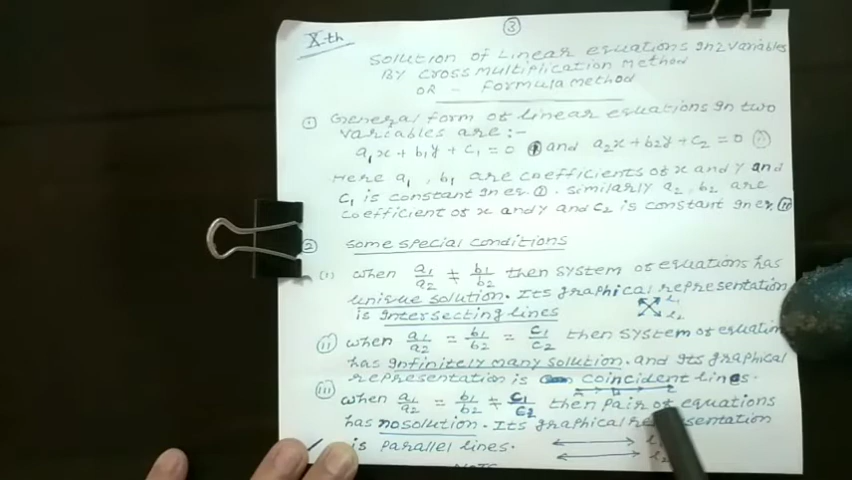 ③
X-th
Solution of Linear equations In 2 variables
By cross multiplication method
OR - Formula method
① General form of linear equations In two
variables are :-
a₁x + b₁y + c₁ = 0 ① and a₂x + b₂y + c₂ = 0 ⑪
Here a₁, b₁ are coefficients of x and y and
c₁ is constant In eq. ①. similarly a₂, b₂ are
coefficient of x and y and c₂ is constant In eq. ⑪
② Some special conditions
(i) when a₁/a₂ ≠ b₁/b₂ then system of equations has
unique solution. Its graphical representation
is Intersecting lines l₁ l₂
(ii) when a₁/a₂ = b₁/b₂ = c₁/c₂ then system of equation
has Infinitely many solution. and Its graphical
representation is coincident lines.
(iii) when a₁/a₂ = b₁/b₂ ≠ c₁/c₂ then pair of equations
has no solution. Its graphical representation
is parallel lines.